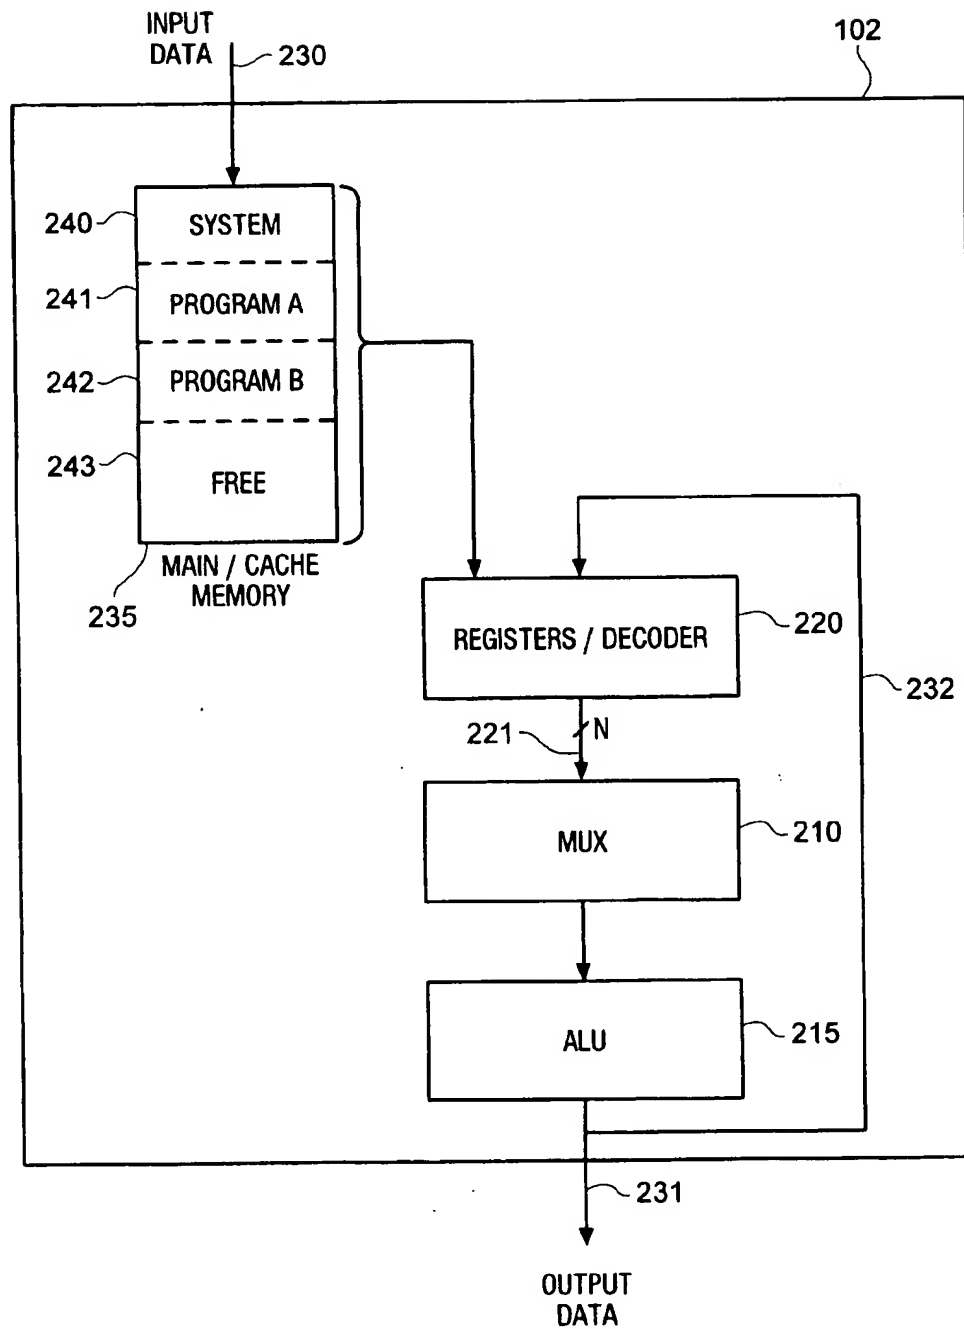 INPUT
DATA
230
102
240
SYSTEM
241
PROGRAM A
242
PROGRAM B
243
FREE
MAIN / CACHE
MEMORY
235
REGISTERS / DECODER
220
232
221
N
MUX
210
ALU
215
231
OUTPUT
DATA